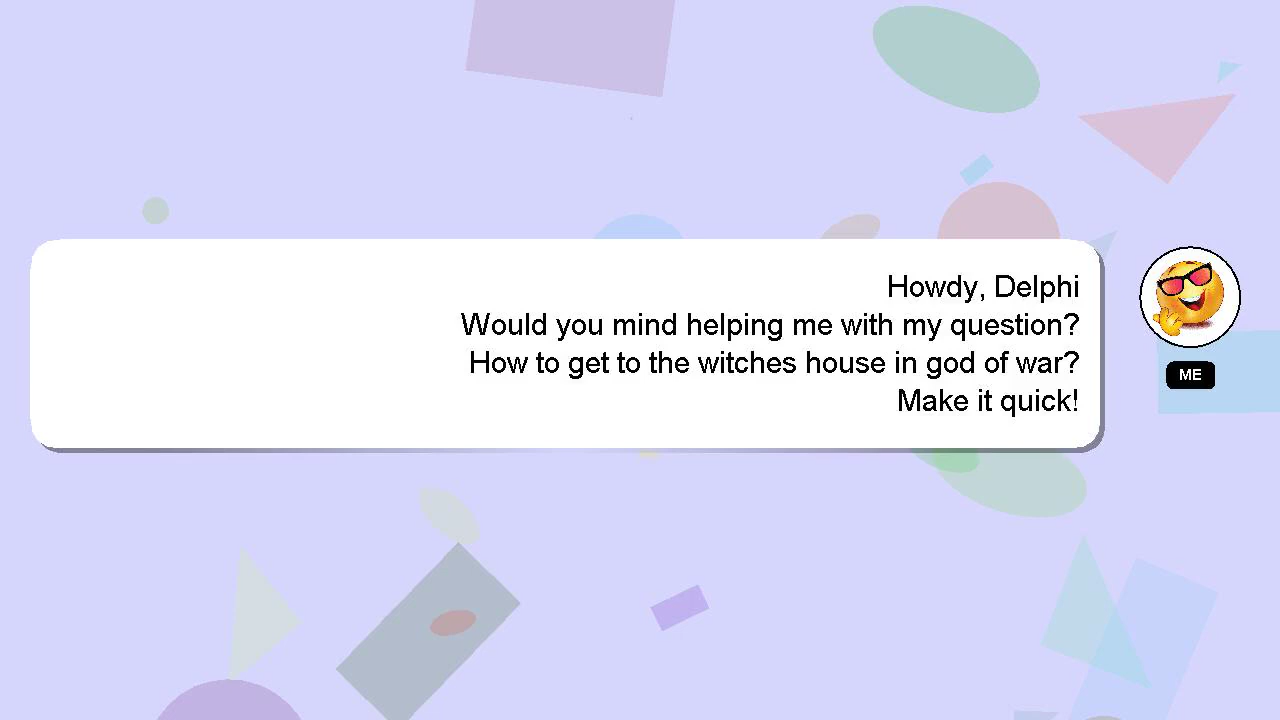 Howdy, Delphi
Would you mind helping me with my question?
How to get to the witches house in god of war?
Make it quick!
ME